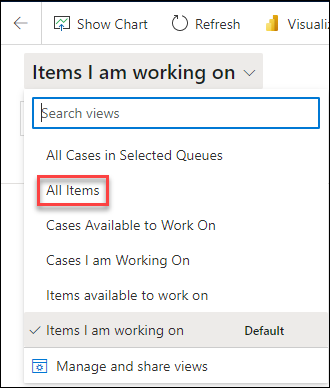 Show Chart Refresh Visualiz
Items I am working on
Search views
All Cases in Selected Queues
All Items
Cases Available to Work On
Cases I am Working On
Items available to work on
Items I am working on Default
Manage and share views